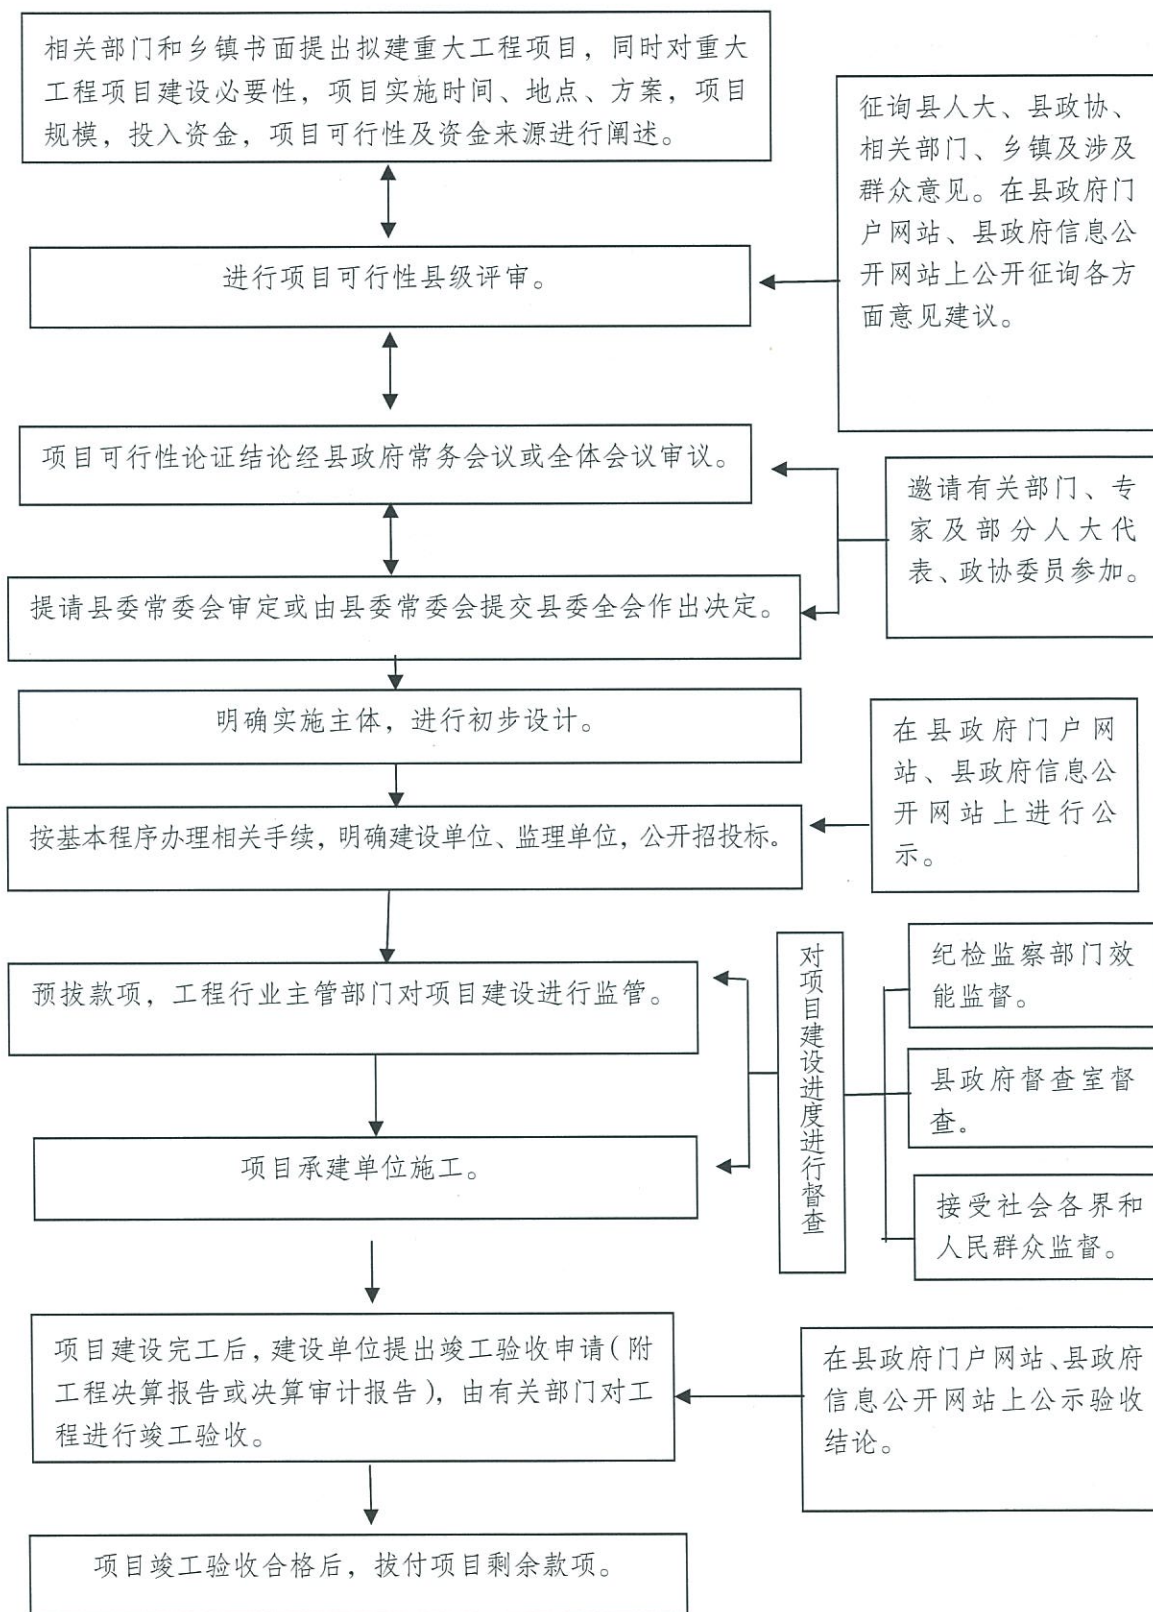 相关部门和乡镇书面提出拟建重大工程项目，同时对重大
工程项目建设必要性，项目实施时间、地点、方案，项目
规模，投入资金，项目可行性及资金来源进行阐述。
征询县人大、县政协、
相关部门、乡镇及涉及
群众意见。在县政府门
户网站、县政府信息公
开网站上公开征询各方
面意见建议。
进行项目可行性县级评审。
项目可行性论证结论经县政府常务会议或全体会议审议。
邀请有关部门、专
家及部分人大代
表、政协委员参加。
提请县委常委会审定或由县委常委会提交县委全会作出决定。
明确实施主体，进行初步设计。
在县政府门户网
站、县政府信息公
开网站上进行公
示。
按基本程序办理相关手续，明确建设单位、监理单位，公开招投标。
预拔款项，工程行业主管部门对项目建设进行监管。
对项目建设进度进行督查
纪检监察部门效
能监督。
县政府督查室督
查。
接受社会各界和
人民群众监督。
项目承建单位施工。
项目建设完工后，建设单位提出竣工验收申请（附
工程决算报告或决算审计报告），由有关部门对工
程进行竣工验收。
在县政府门户网站、县政府
信息公开网站上公示验收
结论。
项目竣工验收合格后，拔付项目剩余款项。